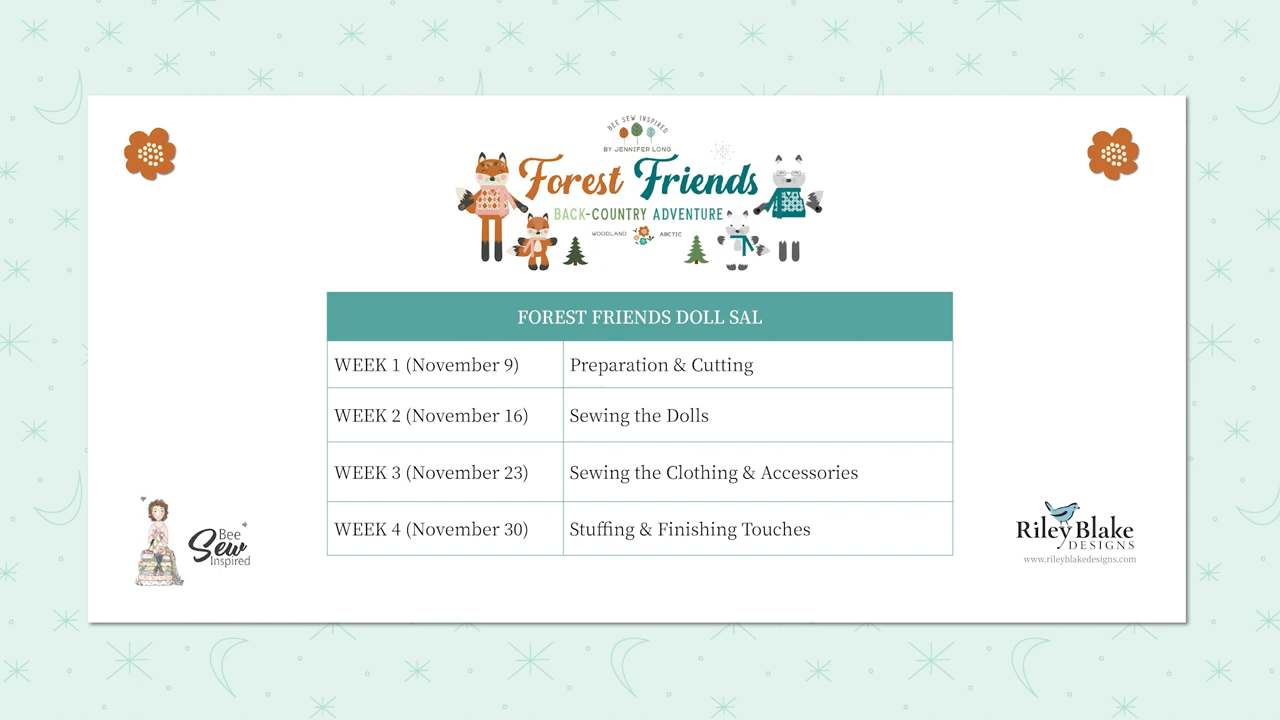 BEE SEW INSPIRED
BY JENNIFER LONG
Forest Friends
BACK-COUNTRY ADVENTURE
WOODLAND ARCTIC
FOREST FRIENDS DOLL SAL
WEEK 1 (November 9) Preparation & Cutting
WEEK 2 (November 16) Sewing the Dolls
WEEK 3 (November 23) Sewing the Clothing & Accessories
WEEK 4 (November 30) Stuffing & Finishing Touches
Bee
Sew
Inspired
Riley Blake
DESIGNS
www.rileyblakedesigns.com